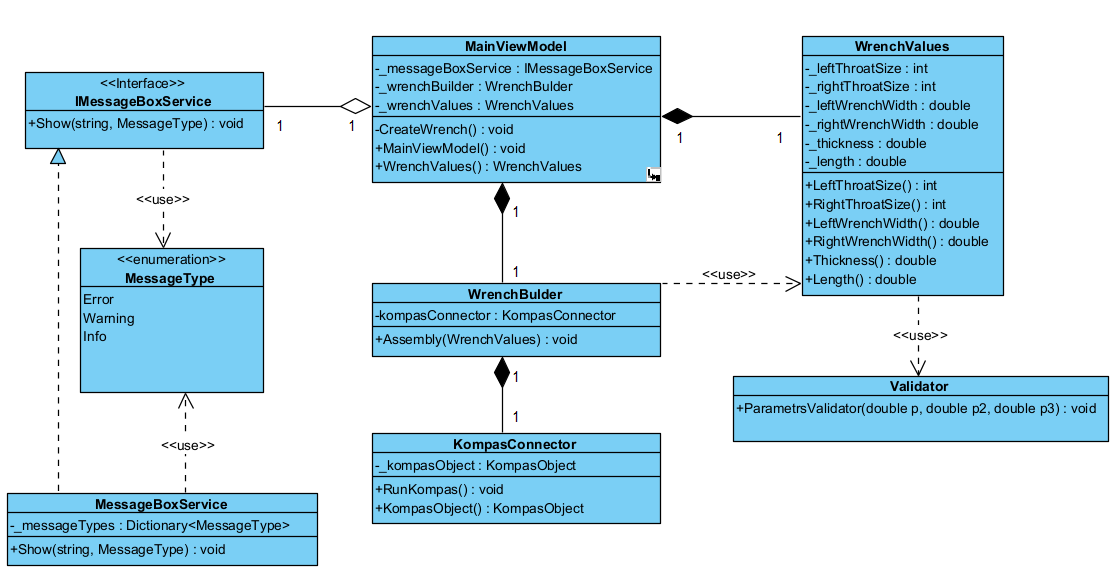 <<Interface>>
IMessageBoxService
+Show(string, MessageType) : void
1
1
MainViewModel
-_messageBoxService : IMessageBoxService
-_wrenchBuilder : WrenchBulder
-_wrenchValues : WrenchValues
-CreateWrench() : void
+MainViewModel() : void
+WrenchValues() : WrenchValues
1
1
WrenchValues
-_leftThroatSize : int
-_rightThroatSize : int
-_leftWrenchWidth : double
-_rightWrenchWidth : double
-_thickness : double
-_length : double
+LeftThroatSize() : int
+RightThroatSize() : int
+LeftWrenchWidth() : double
+RightWrenchWidth() : double
+Thickness() : double
+Length() : double
<<use>>
<<enumeration>>
MessageType
Error
Warning
Info
<<use>>
MessageBoxService
-_messageTypes : Dictionary<MessageType>
+Show(string, MessageType) : void
1
1
WrenchBulder
-kompasConnector : KompasConnector
+Assembly(WrenchValues) : void
<<use>>
1
1
KompasConnector
-_kompasObject : KompasObject
+RunKompas() : void
+KompasObject() : KompasObject
<<use>>
Validator
+ParametrsValidator(double p, double p2, double p3) : void